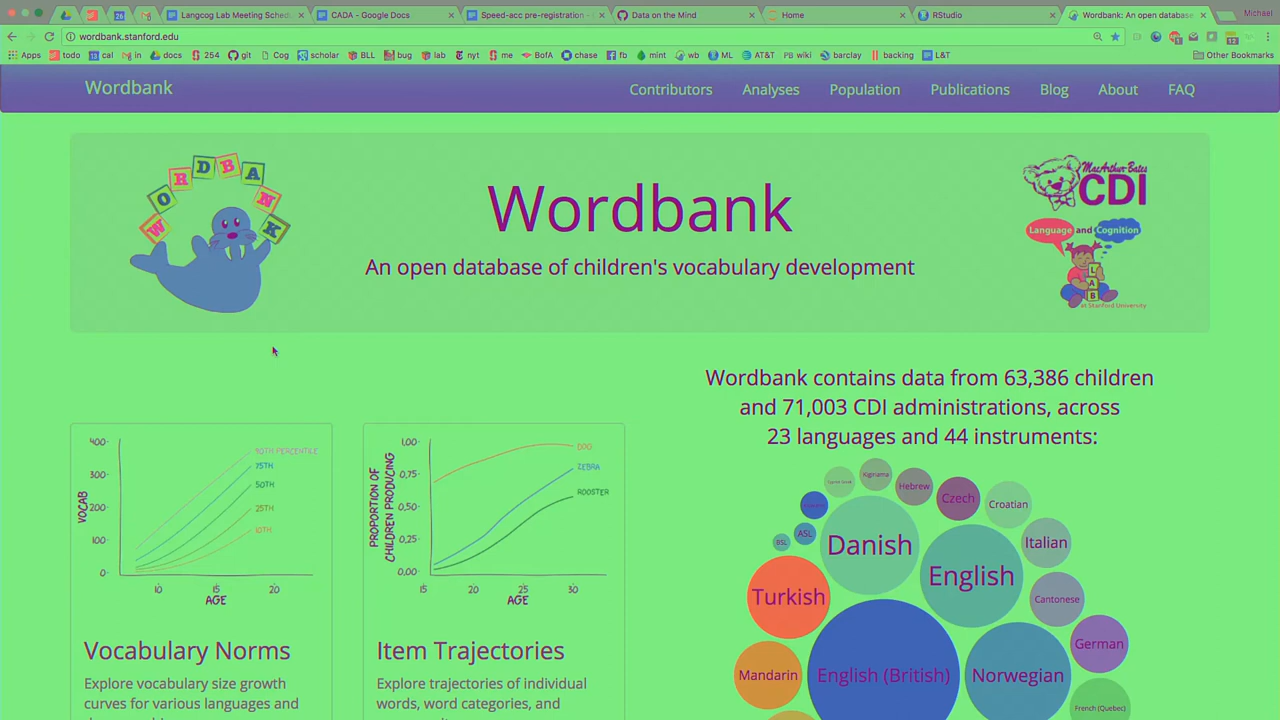 Langcog Lab Meeting Sched
CADA - Google Docs
Speed-acc pre-registration -
Data on the Mind
Home
RStudio
Wordbank: An open database
Michael
wordbank.stanford.edu
Apps
todo
cal
in
docs
254
git
Cog
scholar
BLL
bug
lab
nyt
me
BofA
chase
fb
mint
wb
ML
AT&T
PB wiki
barclay
backing
L&T
Other Bookmarks
Wordbank
Contributors
Analyses
Population
Publications
Blog
About
FAQ
WORDBANK
Wordbank
An open database of children's vocabulary development
MacArthur-Bates
CDI
Language and Cognition
LAB
at Stanford University
Wordbank contains data from 63,386 children
and 71,003 CDI administrations, across
23 languages and 44 instruments:
400
300
200
100
0
VOCAB
10
15
20
AGE
90TH PERCENTILE
75TH
50TH
25TH
10TH
Vocabulary Norms
Explore vocabulary size growth
curves for various languages and
1,00
0,75
0,50
0,25
0,00
PROPORTION OF
CHILDREN PRODUCING
15
20
25
30
AGE
DOG
ZEBRA
ROOSTER
Item Trajectories
Explore trajectories of individual
words, word categories, and
Kigiriama
Hebrew
Czech
Croatian
ASL
BSL
Danish
English
Italian
Turkish
Cantonese
German
Mandarin
English (British)
Norwegian
French (Quebec)